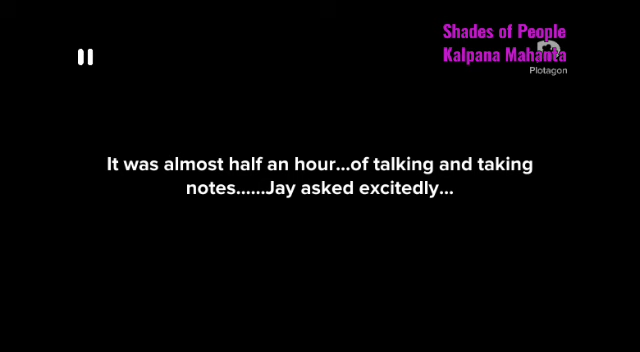 Shades of People
Kalpana Mahanta
Plotagon
It was almost half an hour...of talking and taking
notes......Jay asked excitedly...